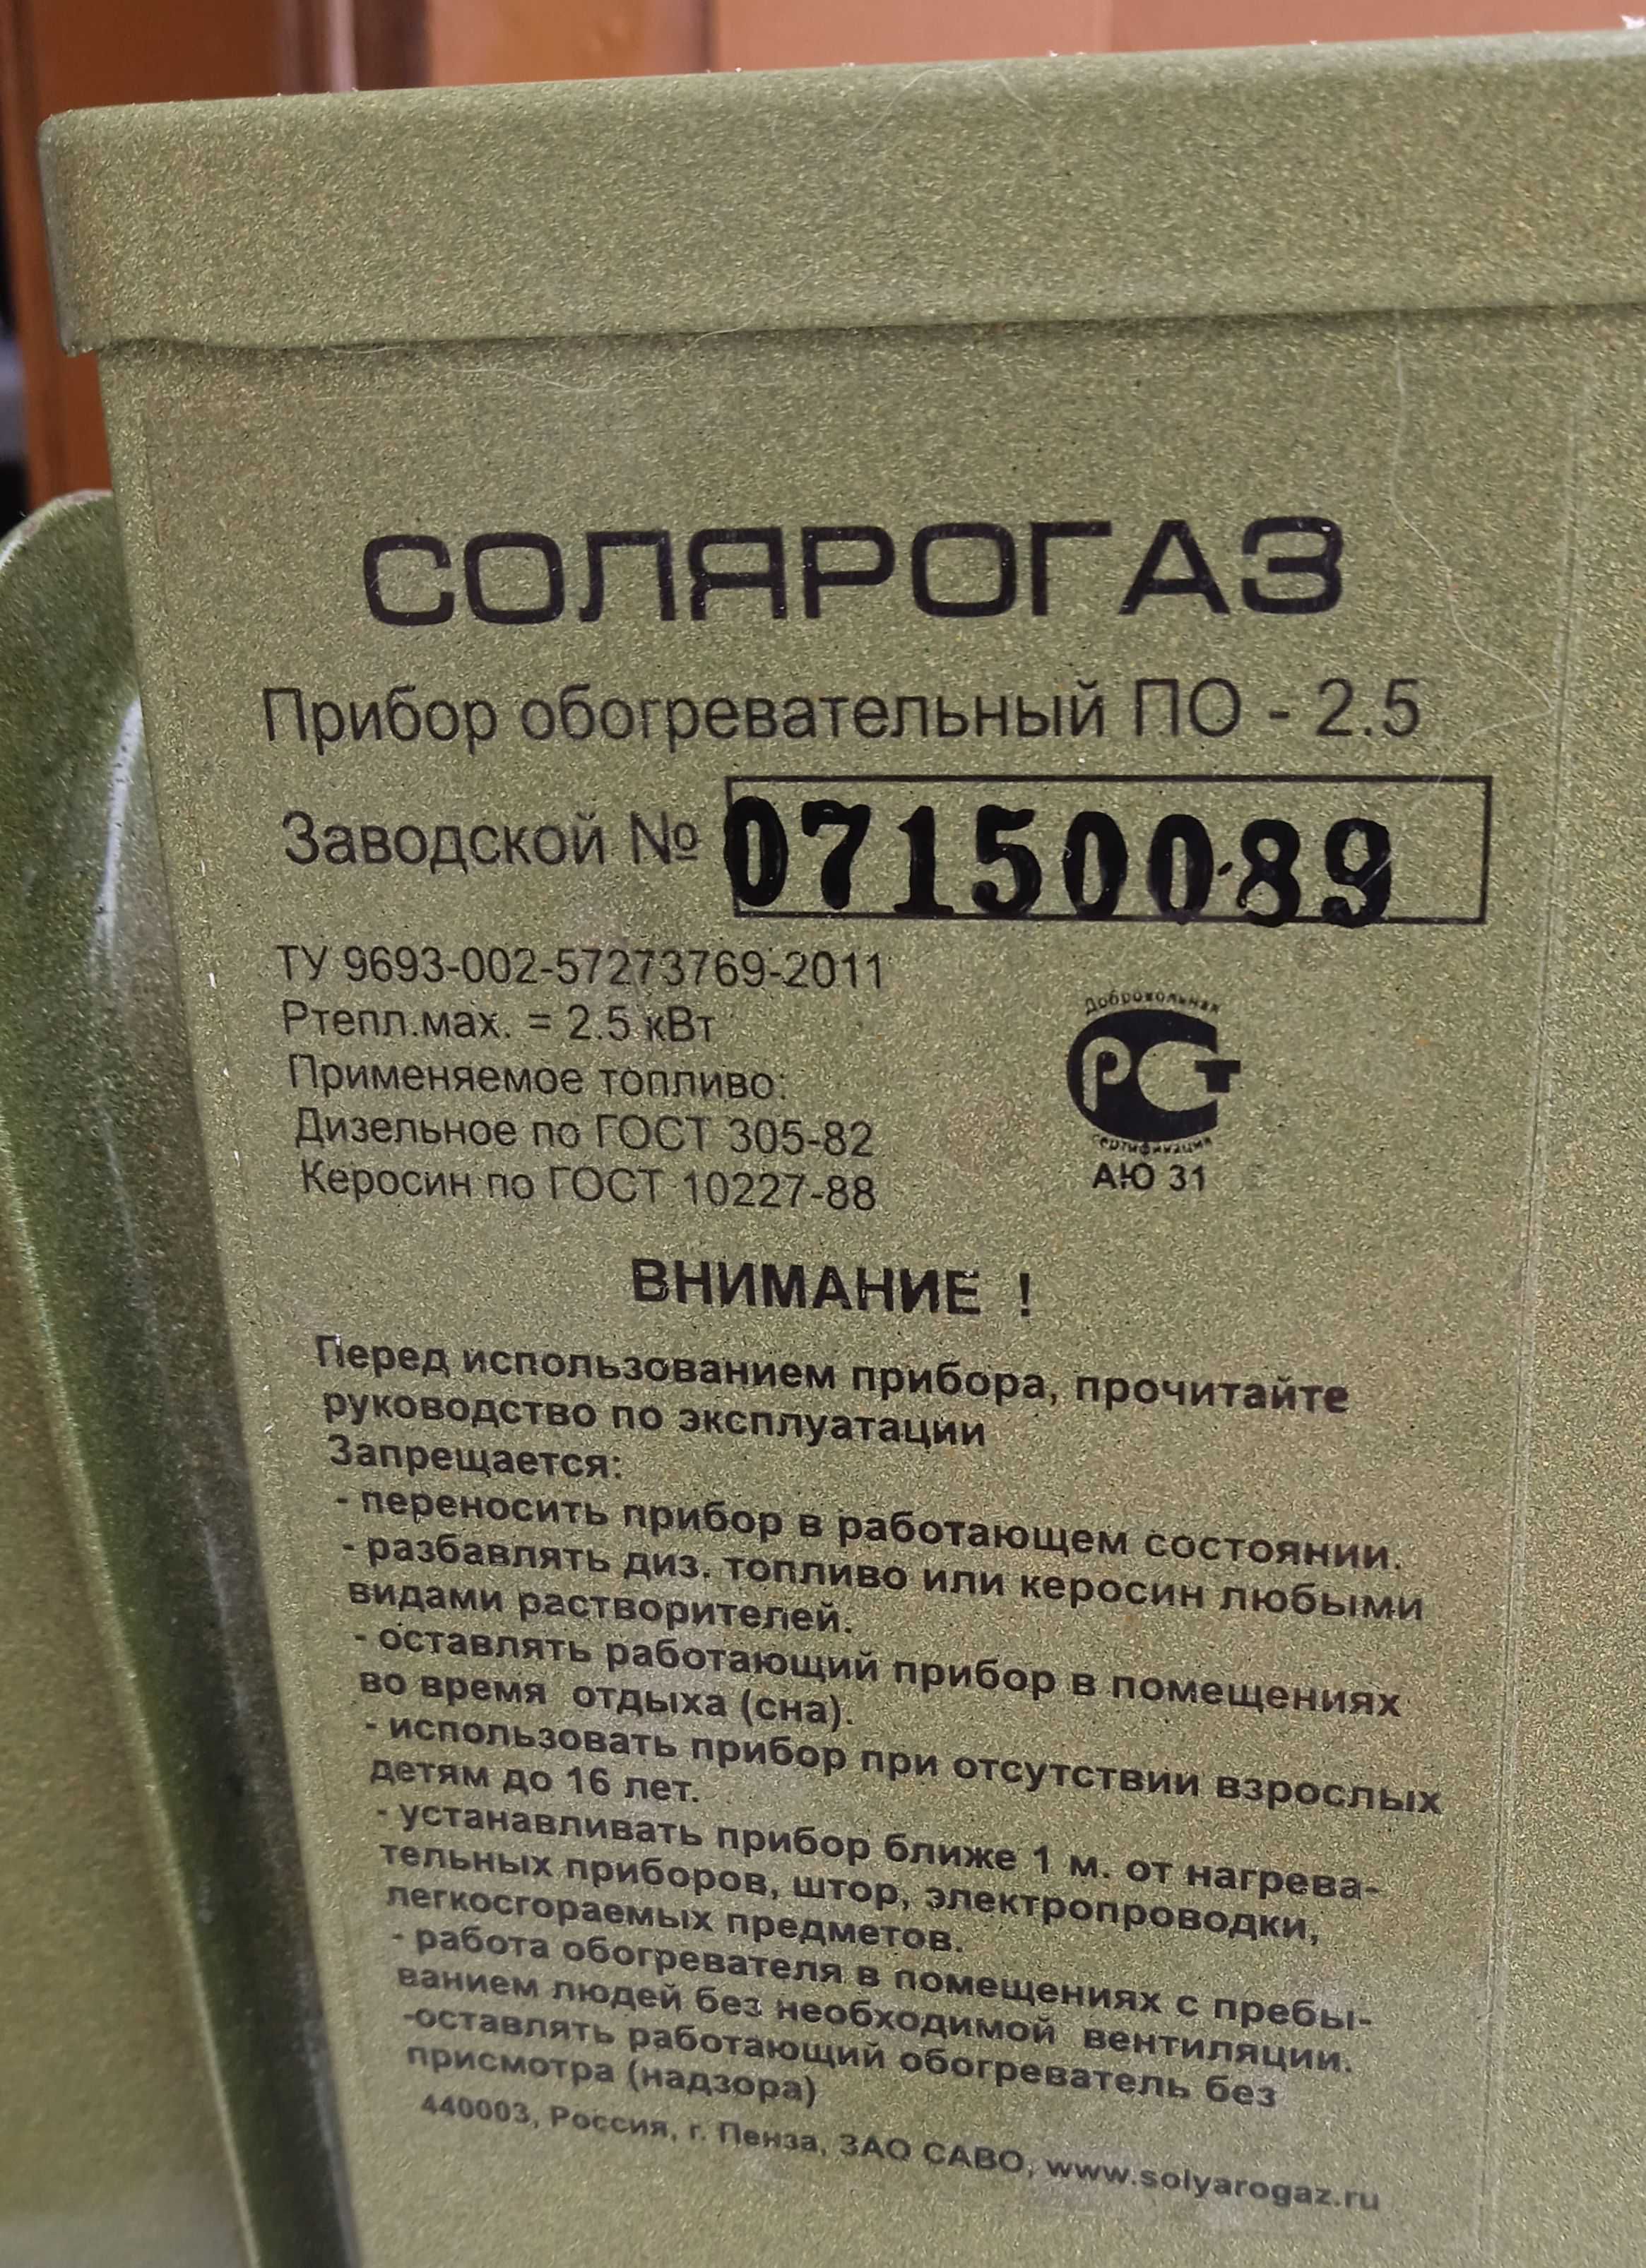 СОЛЯРОГАЗ
Прибор обогревательный ПО - 2.5
Заводской № 07150089
ТУ 9693-002-57273769-2011
Ртепл.мах. = 2.5 кВт
Применяемое топливо:
Дизельное по ГОСТ 305-82
Керосин по ГОСТ 10227-88
Добровольная
РСТ
сертификация
АЮ 31
ВНИМАНИЕ !
Перед использованием прибора, прочитайте
руководство по эксплуатации
Запрещается:
- переносить прибор в работающем состоянии.
- разбавлять диз. топливо или керосин любыми
видами растворителей.
- оставлять работающий прибор в помещениях
во время отдыха (сна).
- использовать прибор при отсутствии взрослых
детям до 16 лет.
- устанавливать прибор ближе 1 м. от нагрева-
тельных приборов, штор, электропроводки,
легкосгораемых предметов.
- работа обогревателя в помещениях с пребы-
ванием людей без необходимой вентиляции.
-оставлять работающий обогреватель без
присмотра (надзора)
440003, Россия, г. Пенза, ЗАО САВО, www.solyarogaz.ru